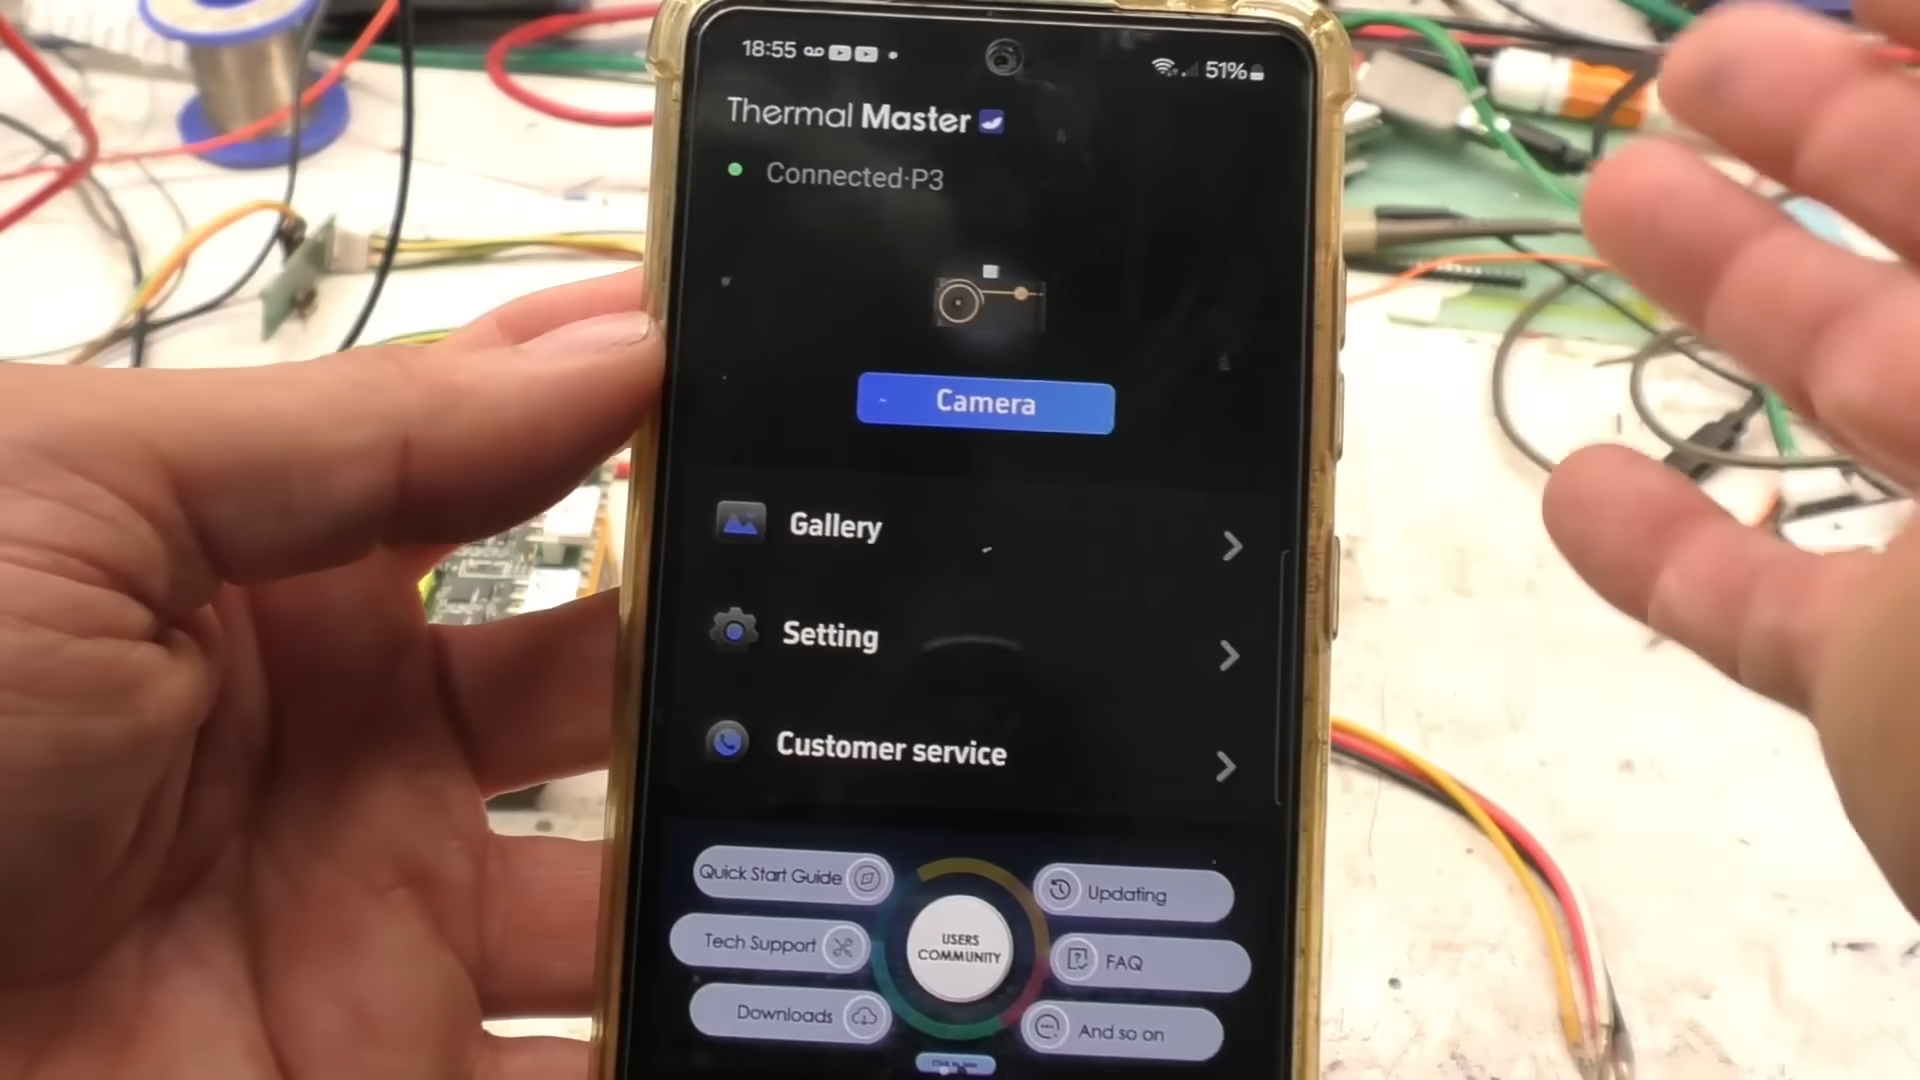 18:55
51%
Thermal Master
Connected·P3
Camera
Gallery
Setting
Customer service
Quick Start Guide
Updating
Tech Support
USERS
COMMUNITY
FAQ
Downloads
And so on